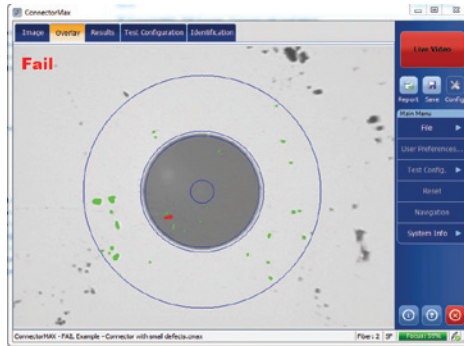 ConnectorMax
Image Overlay Results Test Configuration Identification
Fail
Live Video
Report Save Config
Main Menu
File
User Preferences...
Test Config.
Reset
Navigation
System Info
ConnectorMAX - FAIL Example - Connector with small defects.cmax
Fiber: 2 SF Focus: 55%